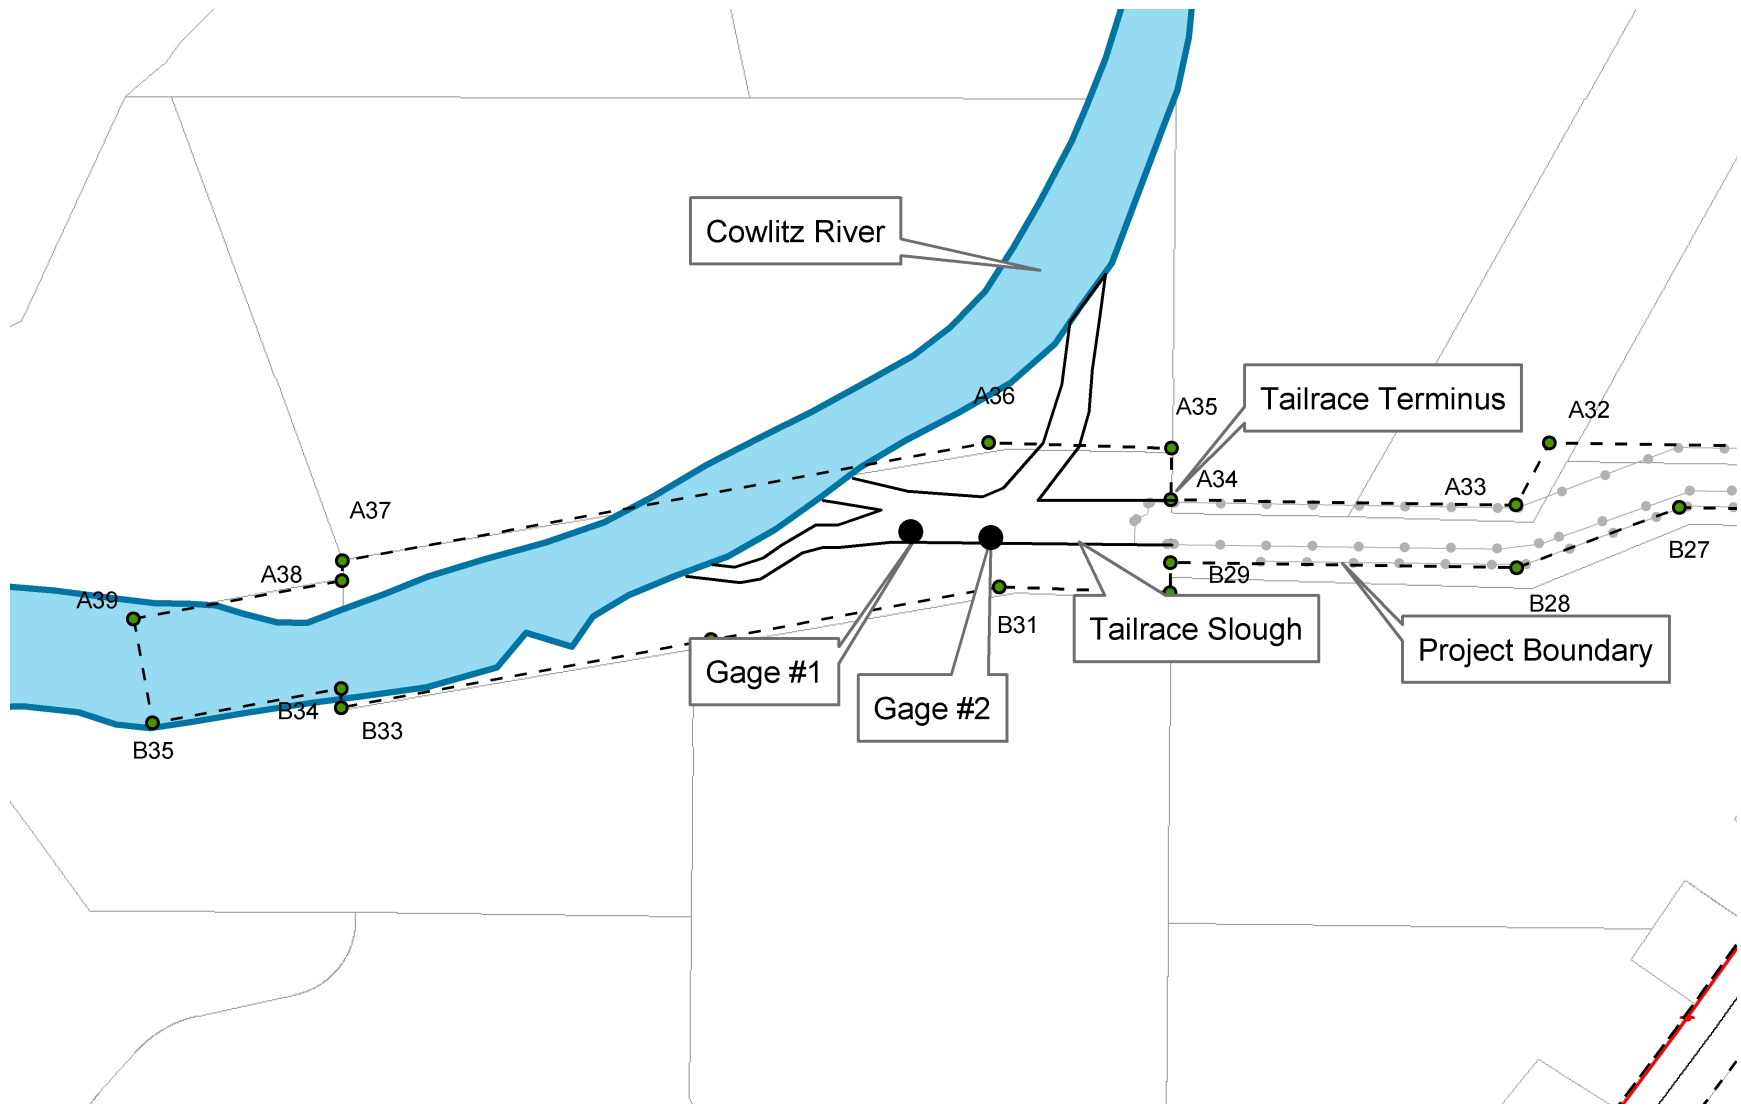 Cowlitz River
A36
A35
Tailrace Terminus
A32
A34
A33
A37
A38
A39
B27
B29
B28
B31
Tailrace Slough
Project Boundary
Gage #1
Gage #2
B34
B33
B35